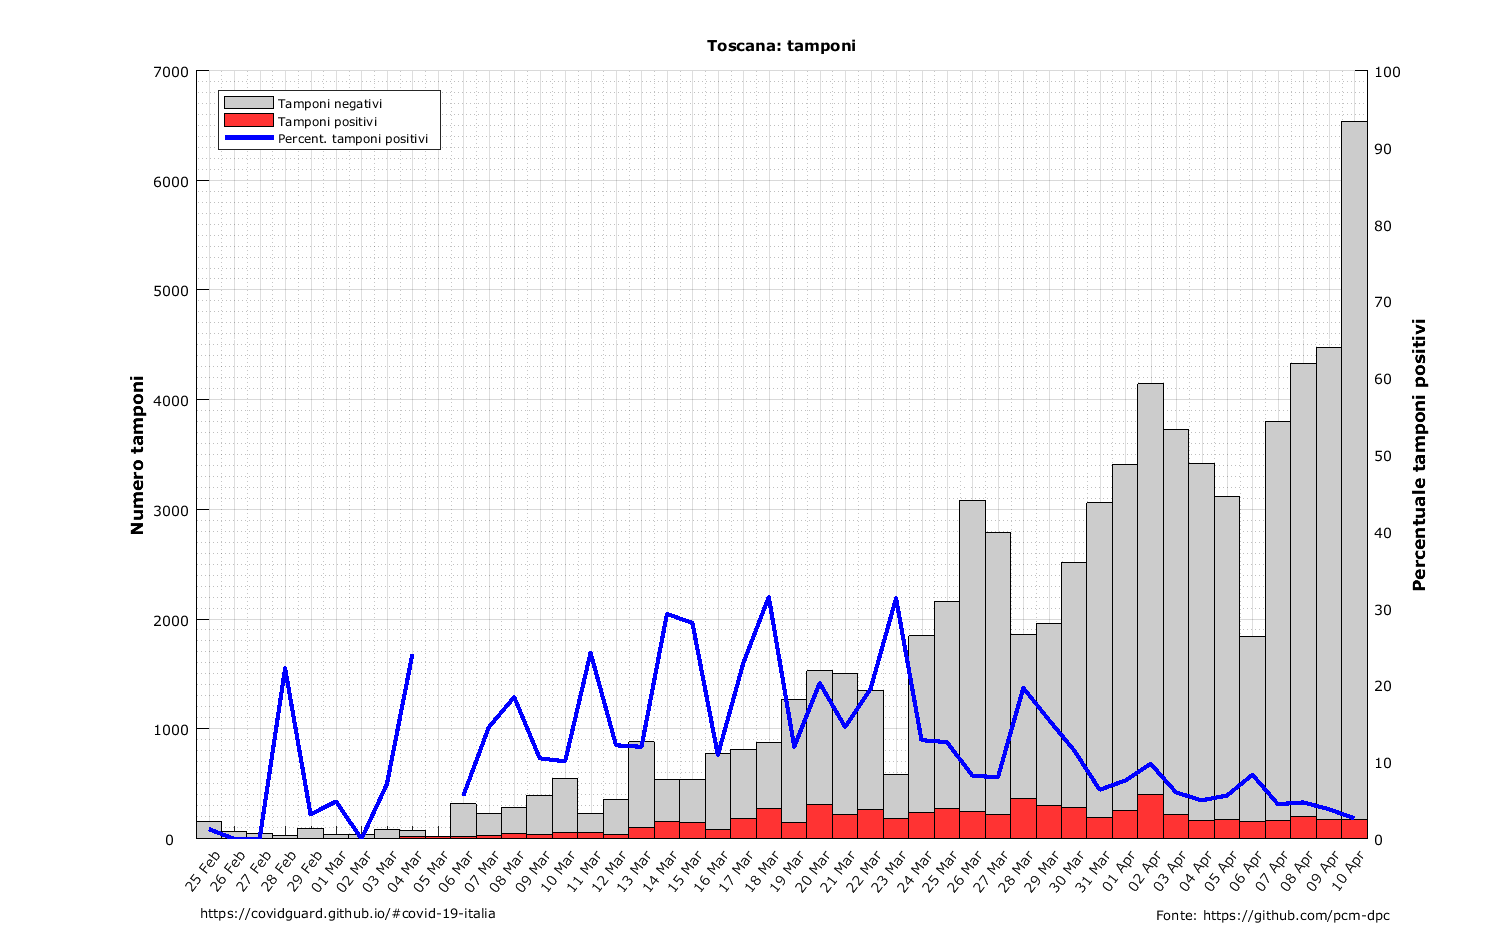 Toscana: tamponi
Tamponi negativi
Tamponi positivi
Percent. tamponi positivi
Numero tamponi
7000
6000
5000
4000
3000
2000
1000
0
100
90
80
70
60
50
40
30
20
10
0
Percentuale tamponi positivi
25 Feb
26 Feb
27 Feb
28 Feb
29 Feb
01 Mar
02 Mar
03 Mar
04 Mar
05 Mar
06 Mar
07 Mar
08 Mar
09 Mar
10 Mar
11 Mar
12 Mar
13 Mar
14 Mar
15 Mar
16 Mar
17 Mar
18 Mar
19 Mar
20 Mar
21 Mar
22 Mar
23 Mar
24 Mar
25 Mar
26 Mar
27 Mar
28 Mar
29 Mar
30 Mar
31 Mar
01 Apr
02 Apr
03 Apr
04 Apr
05 Apr
06 Apr
07 Apr
08 Apr
09 Apr
10 Apr
https://covidguard.github.io/#covid-19-italia
Fonte: https://github.com/pcm-dpc